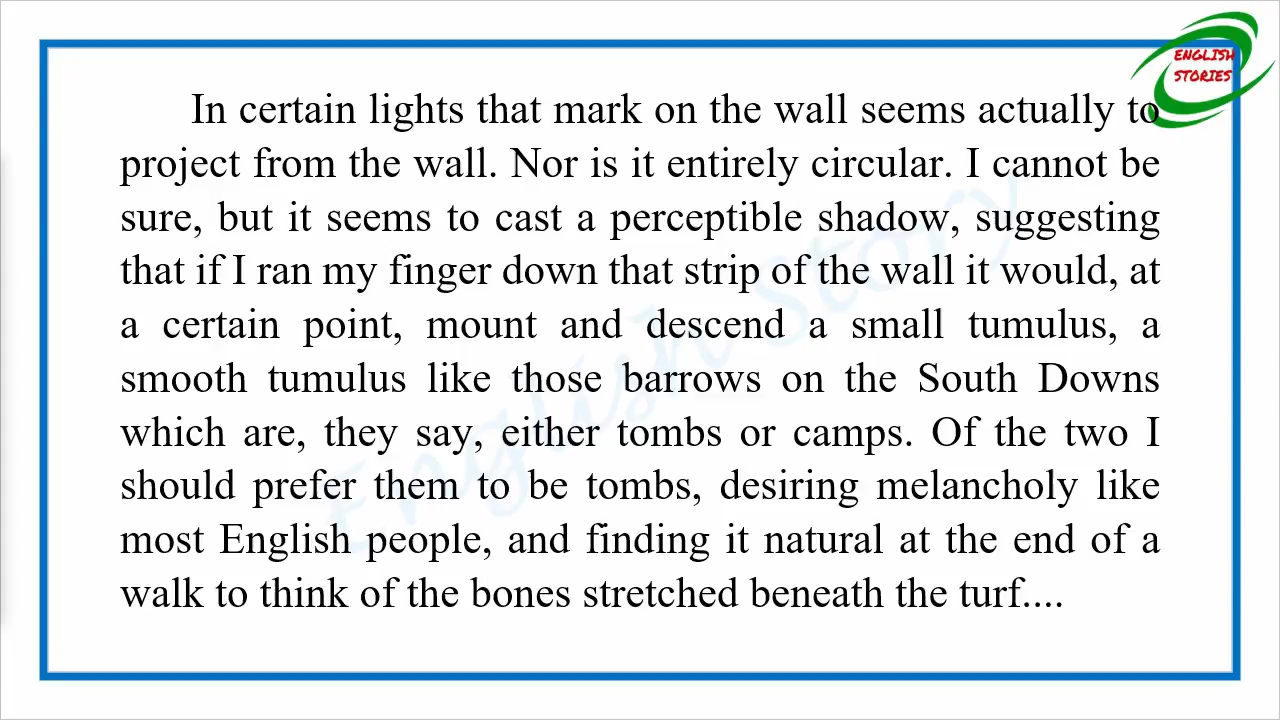 ENGLISH
STORIES
In certain lights that mark on the wall seems actually to
project from the wall. Nor is it entirely circular. I cannot be
sure, but it seems to cast a perceptible shadow, suggesting
that if I ran my finger down that strip of the wall it would, at
a certain point, mount and descend a small tumulus, a
smooth tumulus like those barrows on the South Downs
which are, they say, either tombs or camps. Of the two I
should prefer them to be tombs, desiring melancholy like
most English people, and finding it natural at the end of a
walk to think of the bones stretched beneath the turf....
English Story